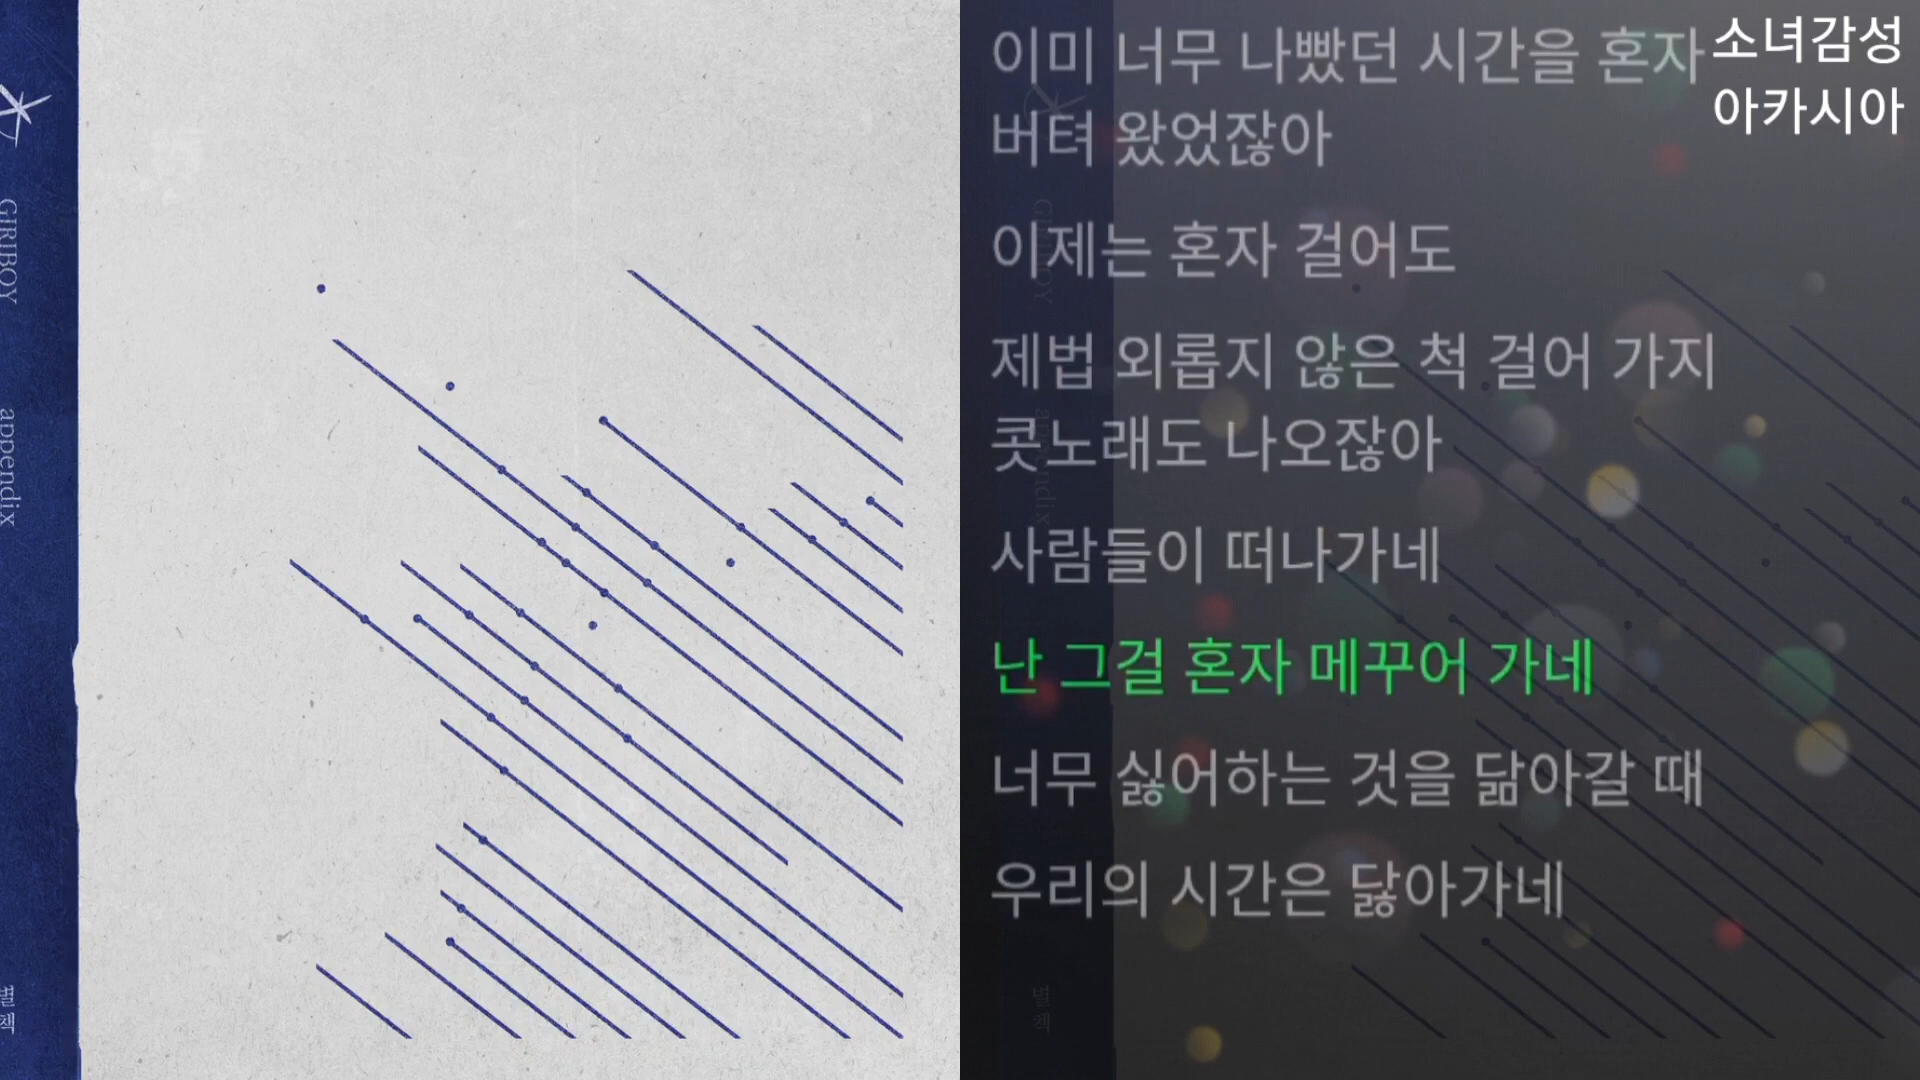 GIRIBOY
appendix
별책
이미 너무 나빴던 시간을 혼자
버텨 왔었잖아
이제는 혼자 걸어도
제법 외롭지 않은 척 걸어 가지
콧노래도 나오잖아
사람들이 떠나가네
난 그걸 혼자 메꾸어 가네
너무 싫어하는 것을 닮아갈 때
우리의 시간은 닳아가네
소녀감성
아카시아
GIRIBOY
appendix
별책